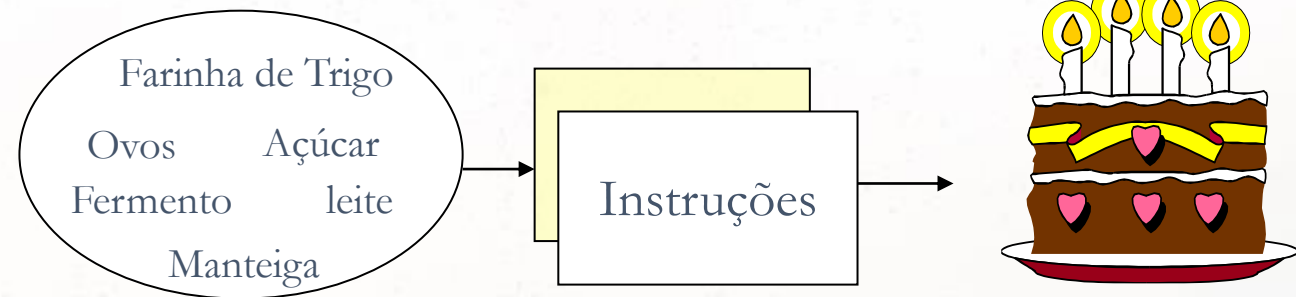 Farinha de Trigo
Ovos Açúcar
Fermento leite
Manteiga
Instruções